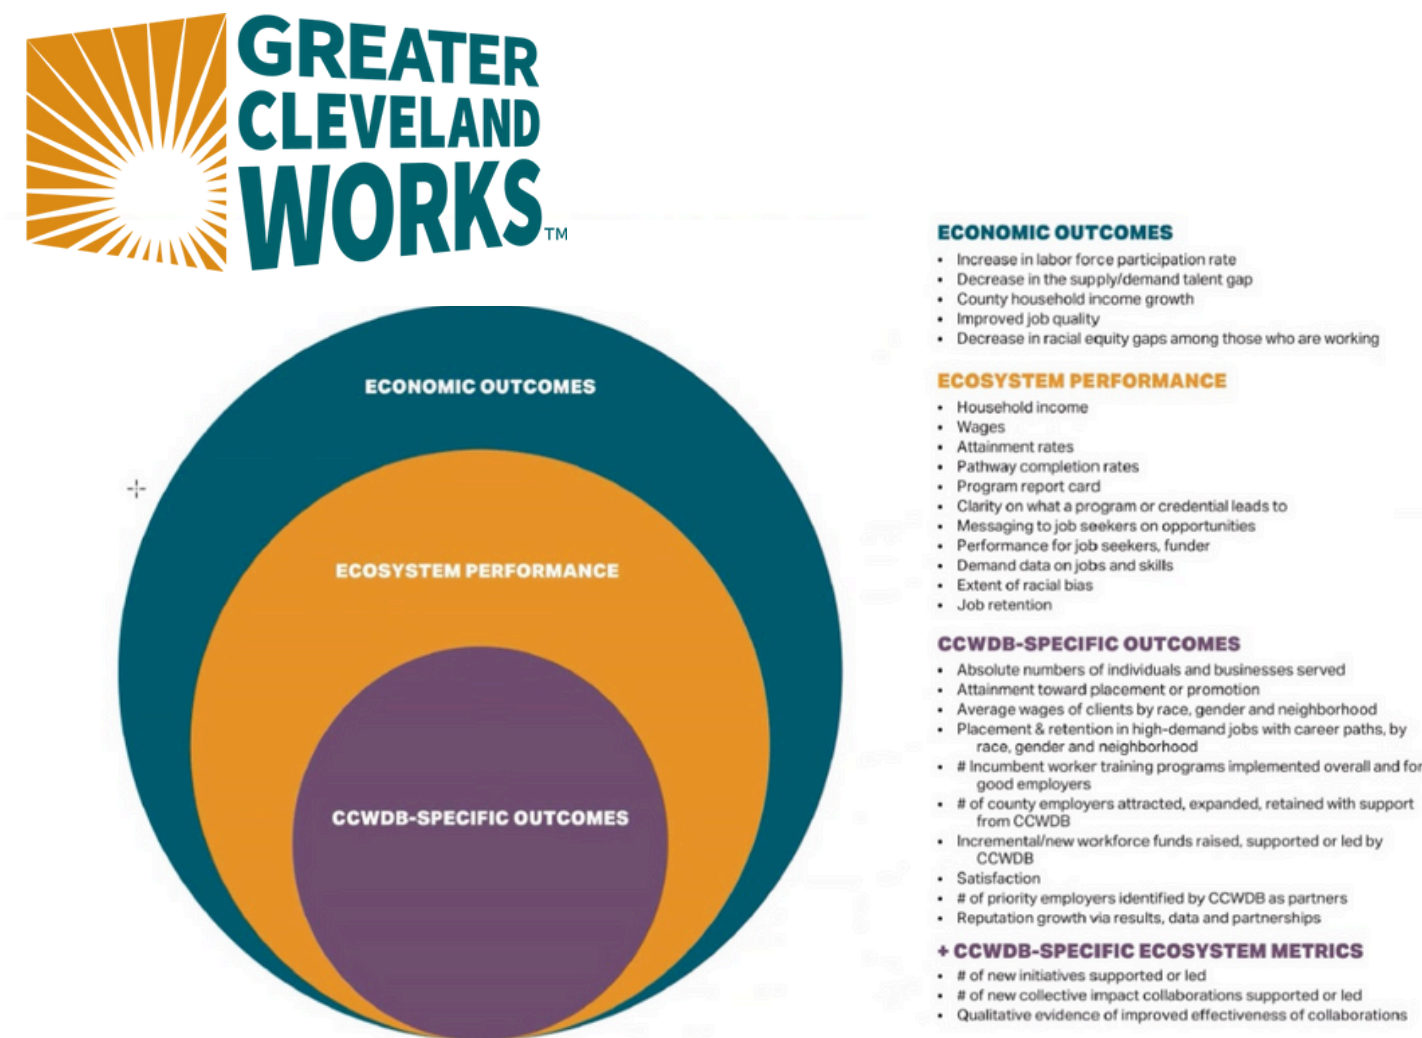 GREATER
CLEVELAND
WORKS™
ECONOMIC OUTCOMES
ECOSYSTEM PERFORMANCE
CCWDB-SPECIFIC OUTCOMES
ECONOMIC OUTCOMES
• Increase in labor force participation rate
• Decrease in the supply/demand talent gap
• County household income growth
• Improved job quality
• Decrease in racial equity gaps among those who are working
ECOSYSTEM PERFORMANCE
• Household income
• Wages
• Attainment rates
• Pathway completion rates
• Program report card
• Clarity on what a program or credential leads to
• Messaging to job seekers on opportunities
• Performance for job seekers, funder
• Demand data on jobs and skills
• Extent of racial bias
• Job retention
CCWDB-SPECIFIC OUTCOMES
• Absolute numbers of individuals and businesses served
• Attainment toward placement or promotion
• Average wages of clients by race, gender and neighborhood
• Placement & retention in high-demand jobs with career paths, by
race, gender and neighborhood
• # Incumbent worker training programs implemented overall and for
good employers
• # of county employers attracted, expanded, retained with support
from CCWDB
• Incremental/new workforce funds raised, supported or led by
CCWDB
• Satisfaction
• # of priority employers identified by CCWDB as partners
• Reputation growth via results, data and partnerships
+ CCWDB-SPECIFIC ECOSYSTEM METRICS
• # of new initiatives supported or led
• # of new collective impact collaborations supported or led
• Qualitative evidence of improved effectiveness of collaborations